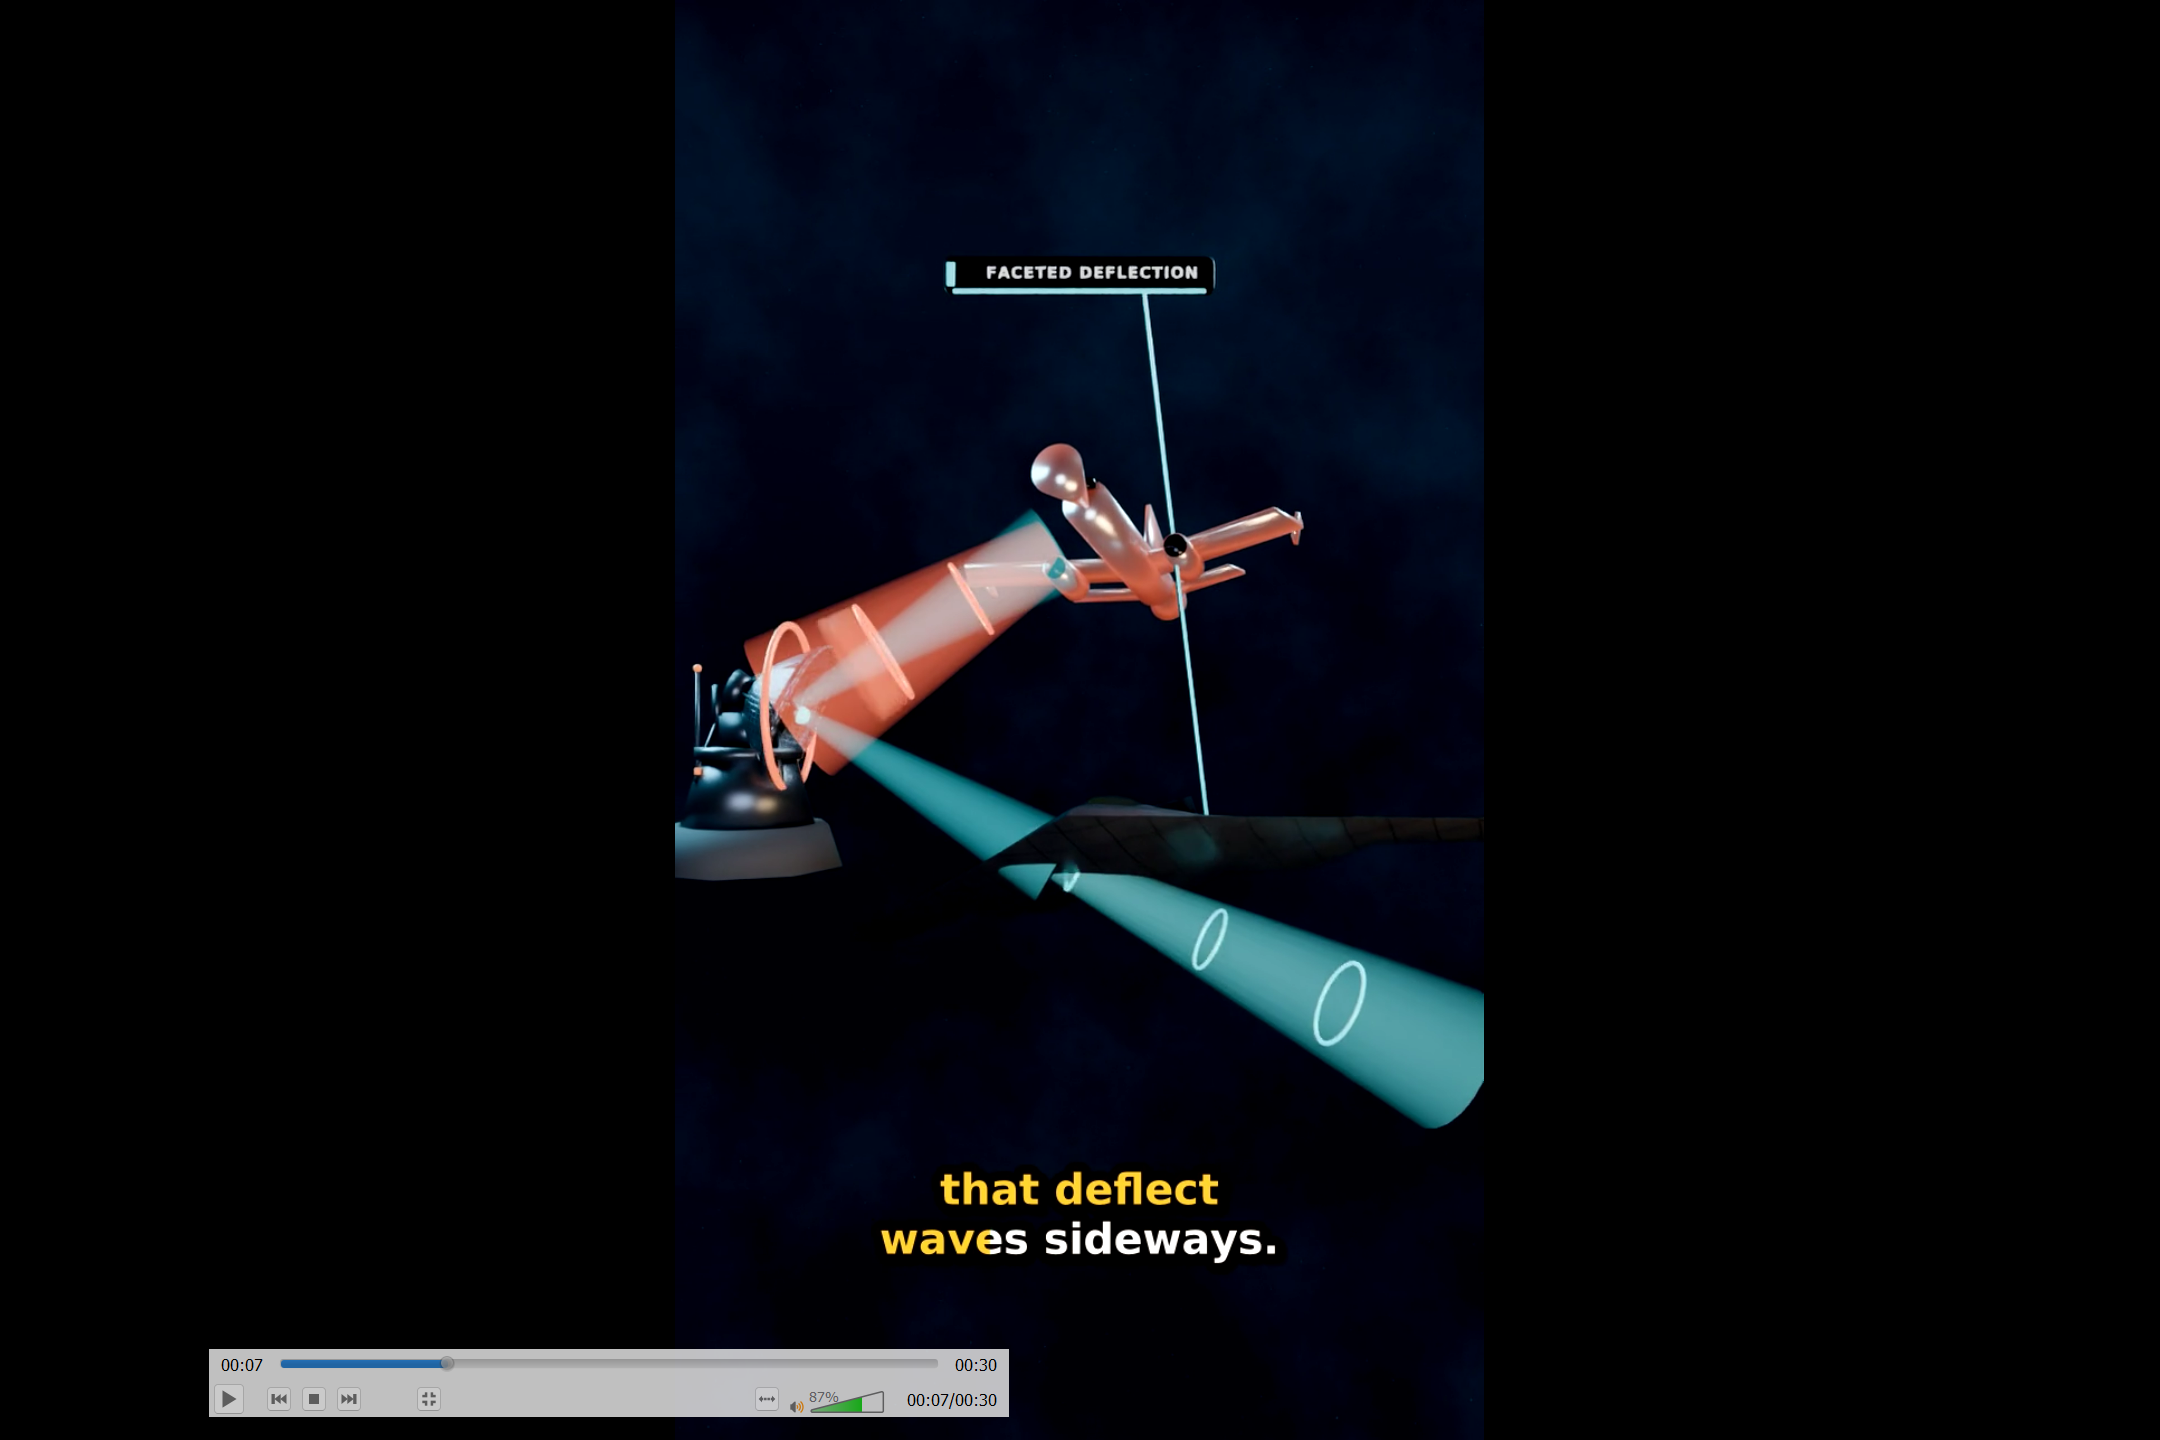 FACETED DEFLECTION
that deflect
waves sideways.
00:07
00:30
87%
00:07/00:30